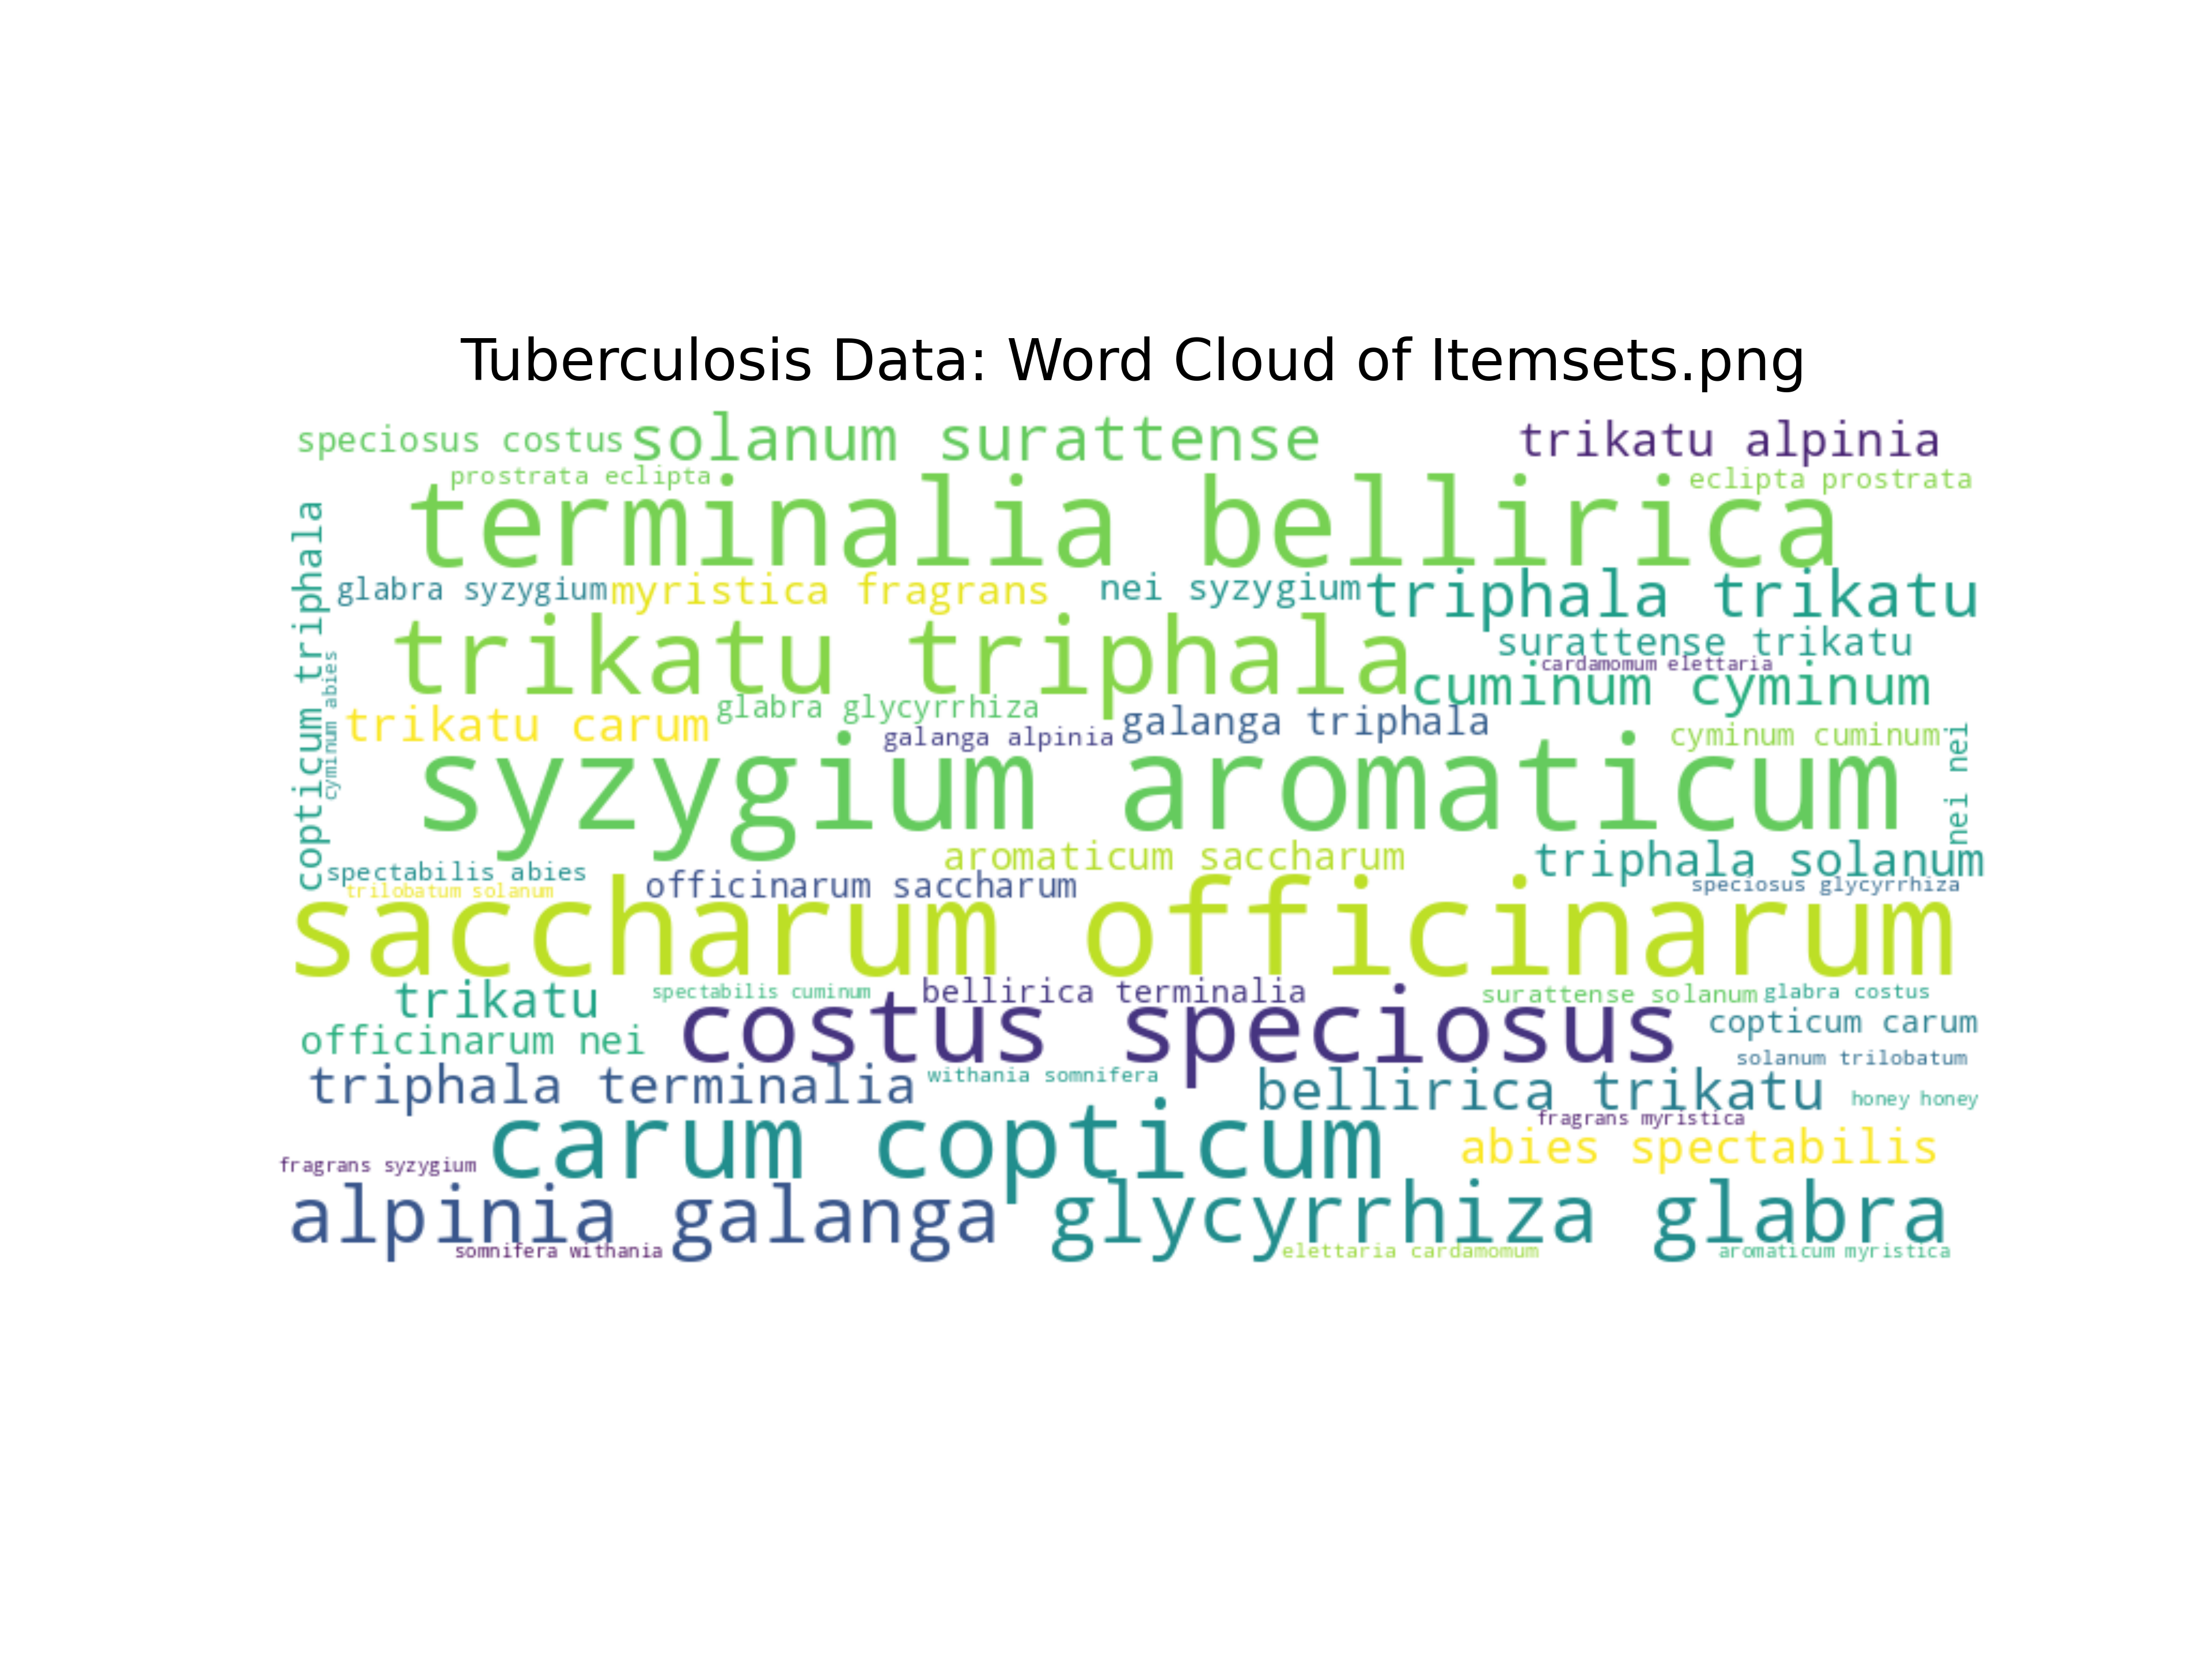 Tuberculosis Data: Word Cloud of Itemsets.png
speciosus costus
solanum surattense
trikatu alpinia
prostrata eclipta
eclipta prostrata
terminalia bellirica
copticum triphala
glabra syzygium
myristica fragrans
nei syzygium
triphala trikatu
trikatu triphala
surattense trikatu
cardamomum elettaria
cuminum cyminum
cyminum abies
trikatu carum
glabra glycyrrhiza
galanga alpinia
galanga triphala
cyminum cuminum
nei nei
syzygium aromaticum
aromaticum saccharum
triphala solanum
spectabilis abies
trilobatum solanum
officinarum saccharum
speciosus glycyrrhiza
saccharum officinarum
trikatu
spectabilis cuminum
bellirica terminalia
surattense solanum
glabra costus
officinarum nei
costus speciosus
copticum carum
solanum trilobatum
triphala terminalia
withania somnifera
bellirica trikatu
honey honey
fragrans myristica
carum copticum
abies spectabilis
fragrans syzygium
alpinia galanga
glycyrrhiza glabra
somnifera withania
elettaria cardamomum
aromaticum myristica